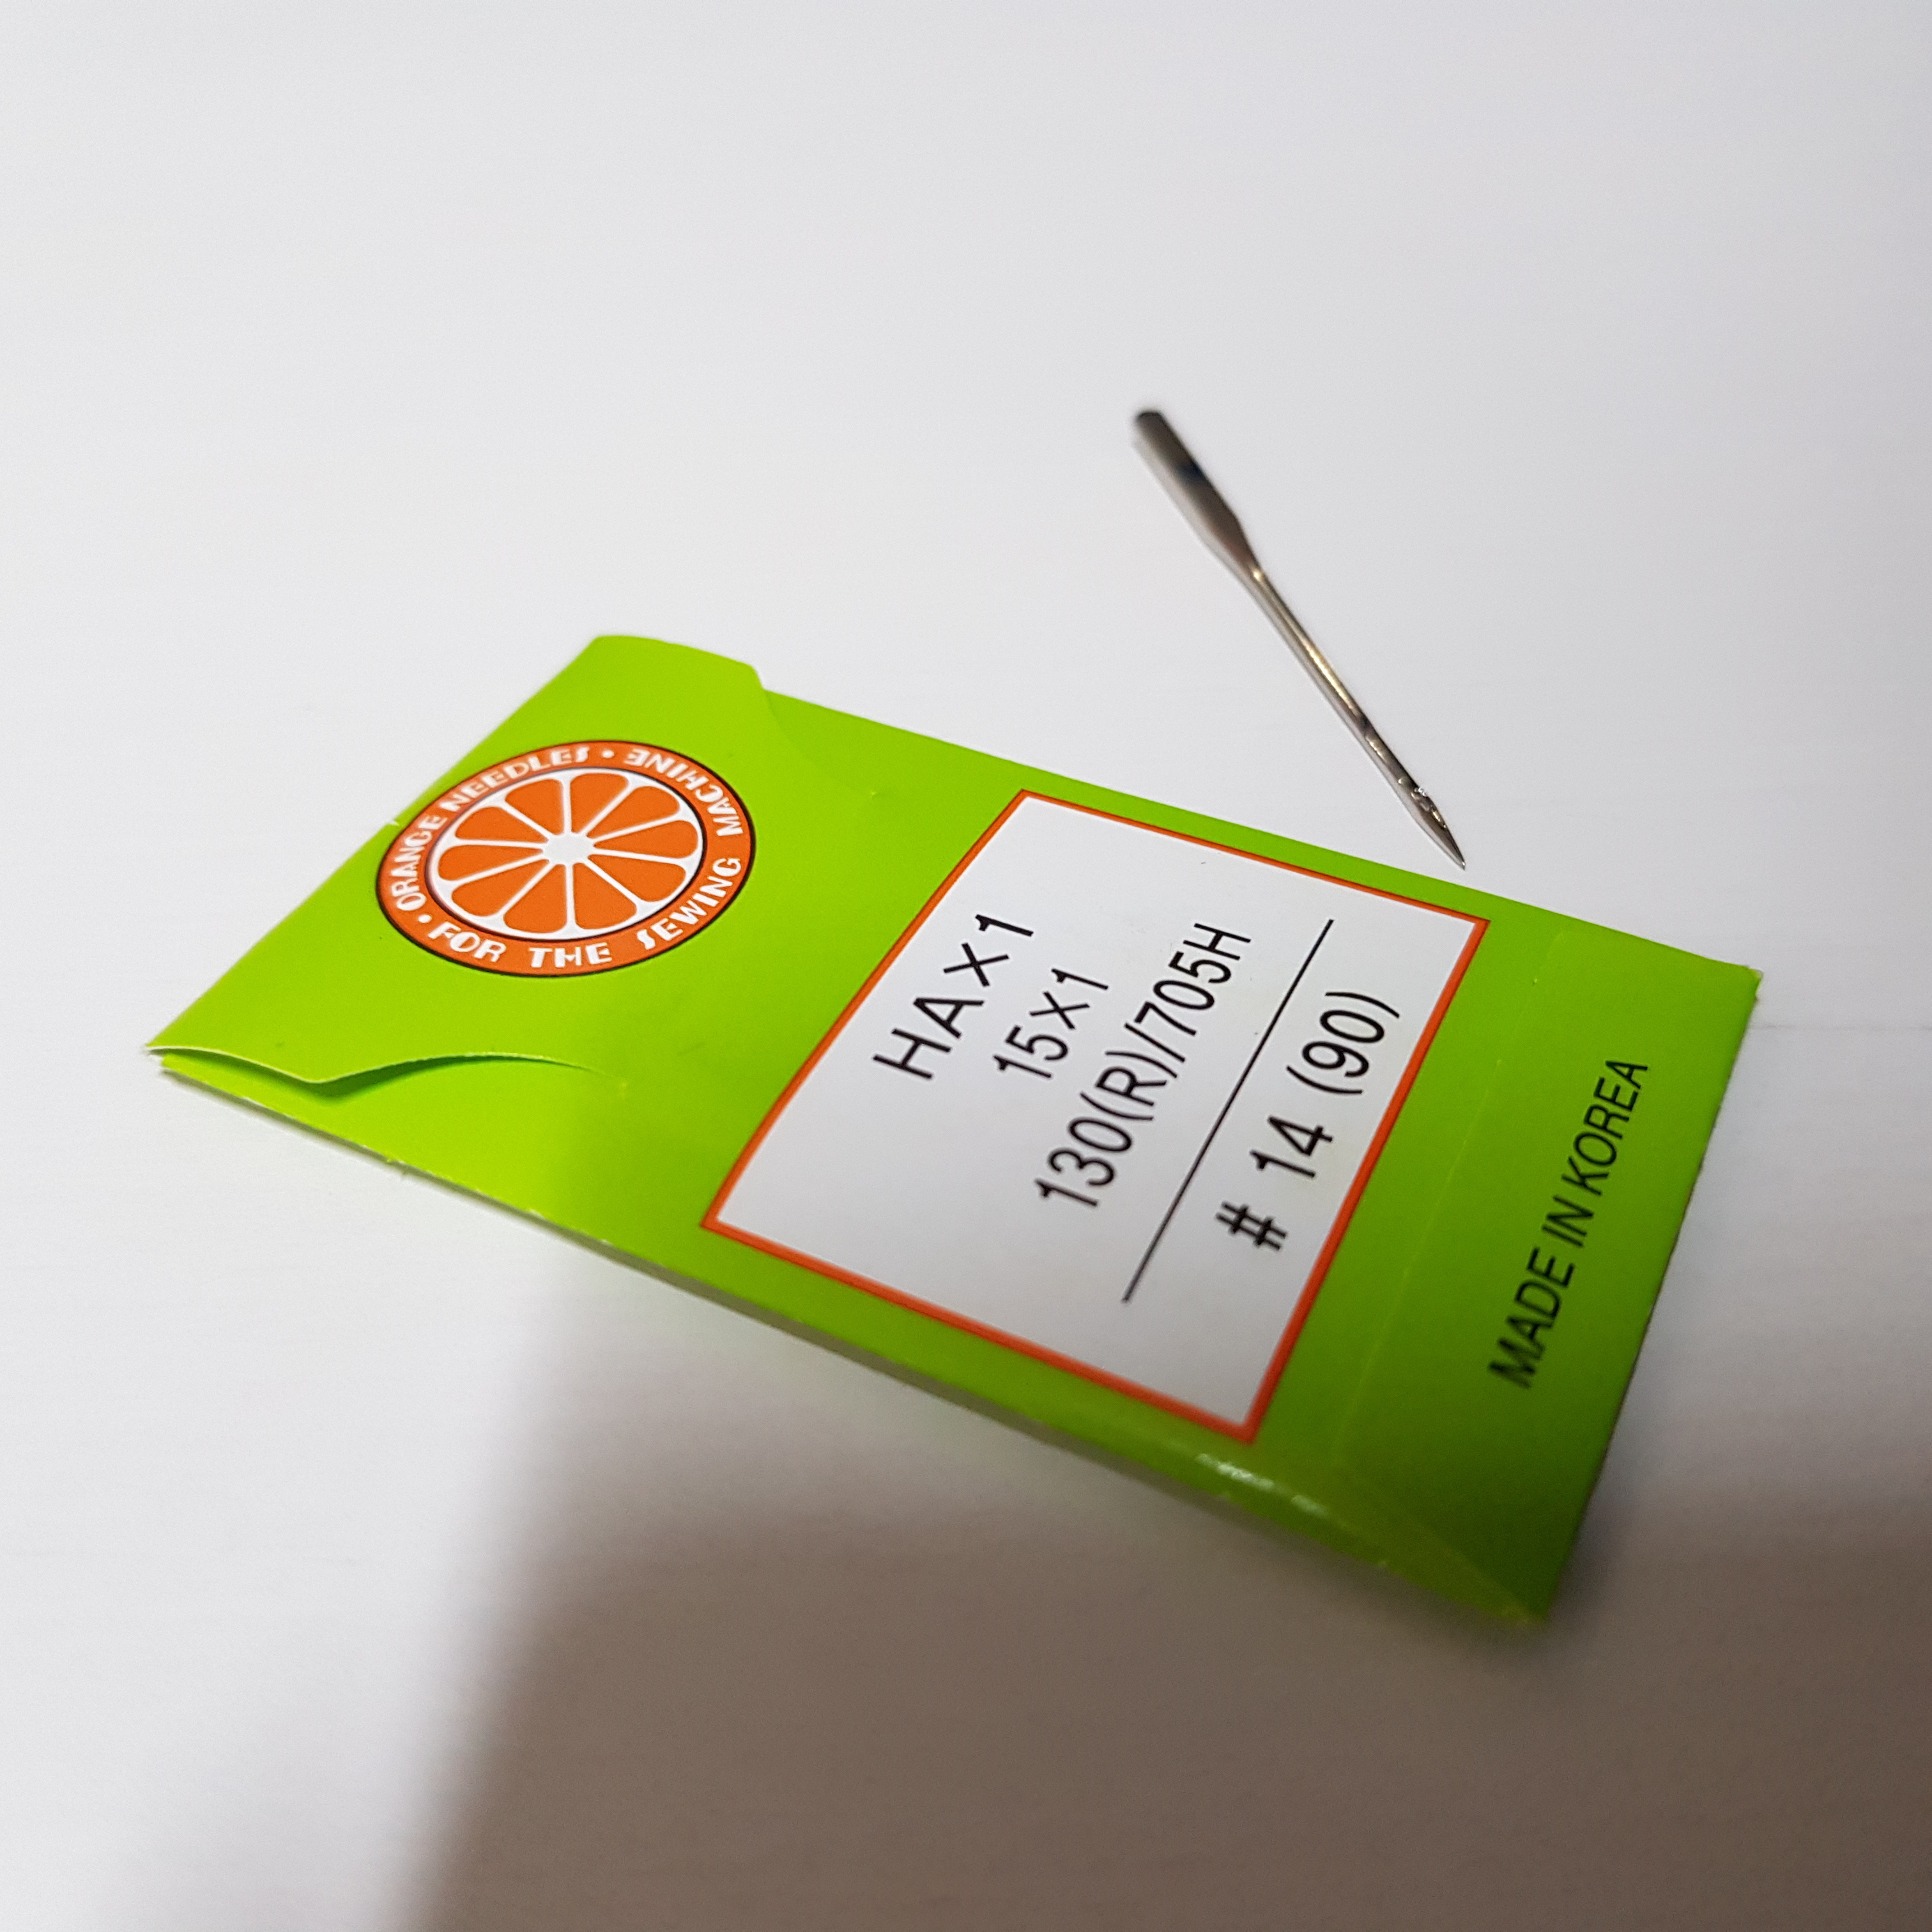 • ORANGE NEEDLES •
FOR THE SEWING MACHINE
HA×1
15×1
130(R)/705H
# 14 (90)
MADE IN KOREA